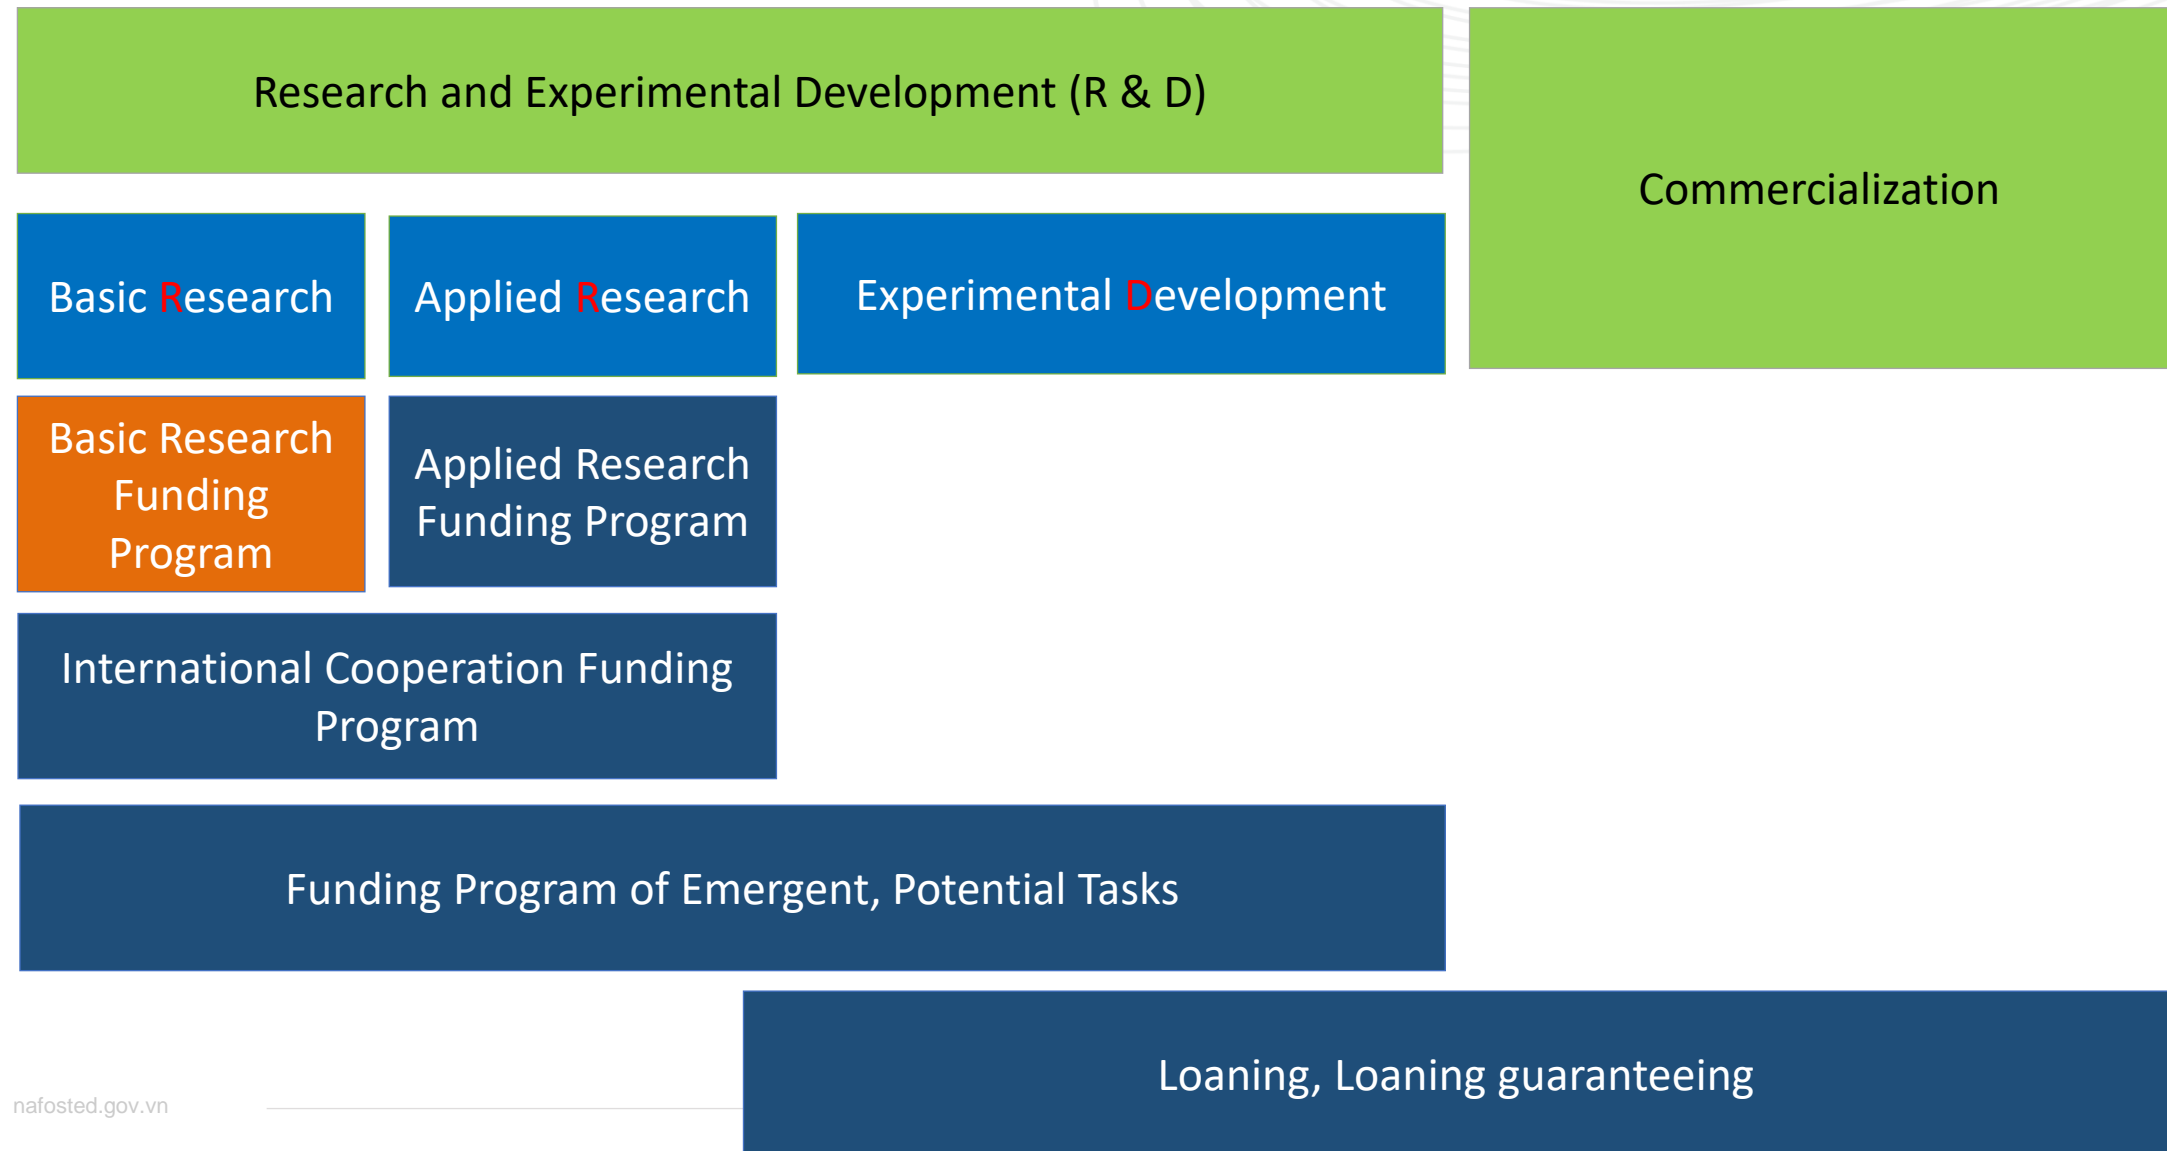 Research and Experimental Development (R & D)
Commercialization
Basic Research
Applied Research
Experimental Development
Basic Research
Funding
Program
Applied Research
Funding Program
International Cooperation Funding
Program
Funding Program of Emergent, Potential Tasks
Loaning, Loaning guaranteeing
nafosted.gov.vn